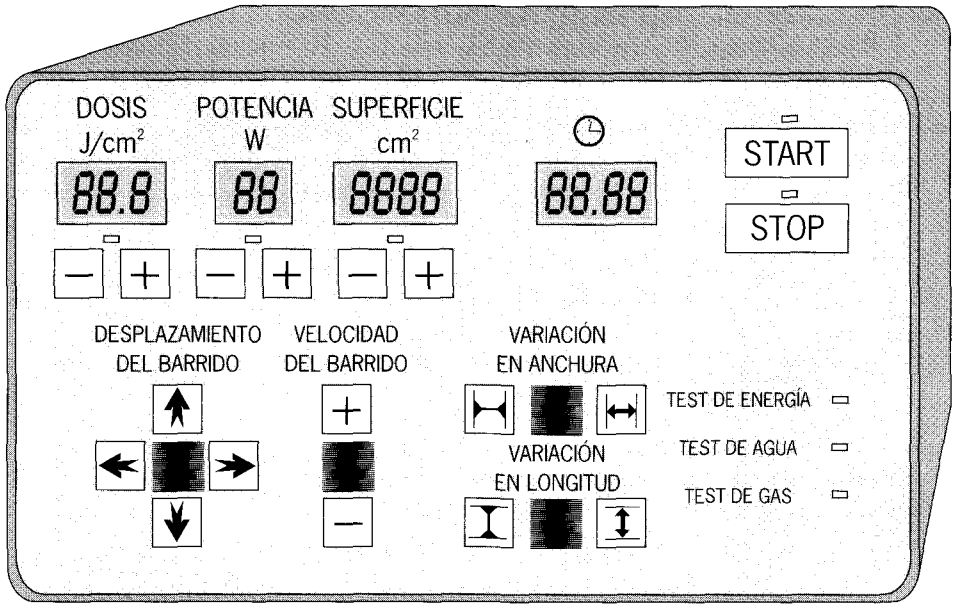 DOSIS POTENCIA SUPERFICIE
J/cm² W cm²
88.8 88 8888 88.88
START
STOP
− + − + − +
DESPLAZAMIENTO
DEL BARRIDO
VELOCIDAD
DEL BARRIDO
+
−
VARIACIÓN
EN ANCHURA
VARIACIÓN
EN LONGITUD
TEST DE ENERGÍA
TEST DE AGUA
TEST DE GAS